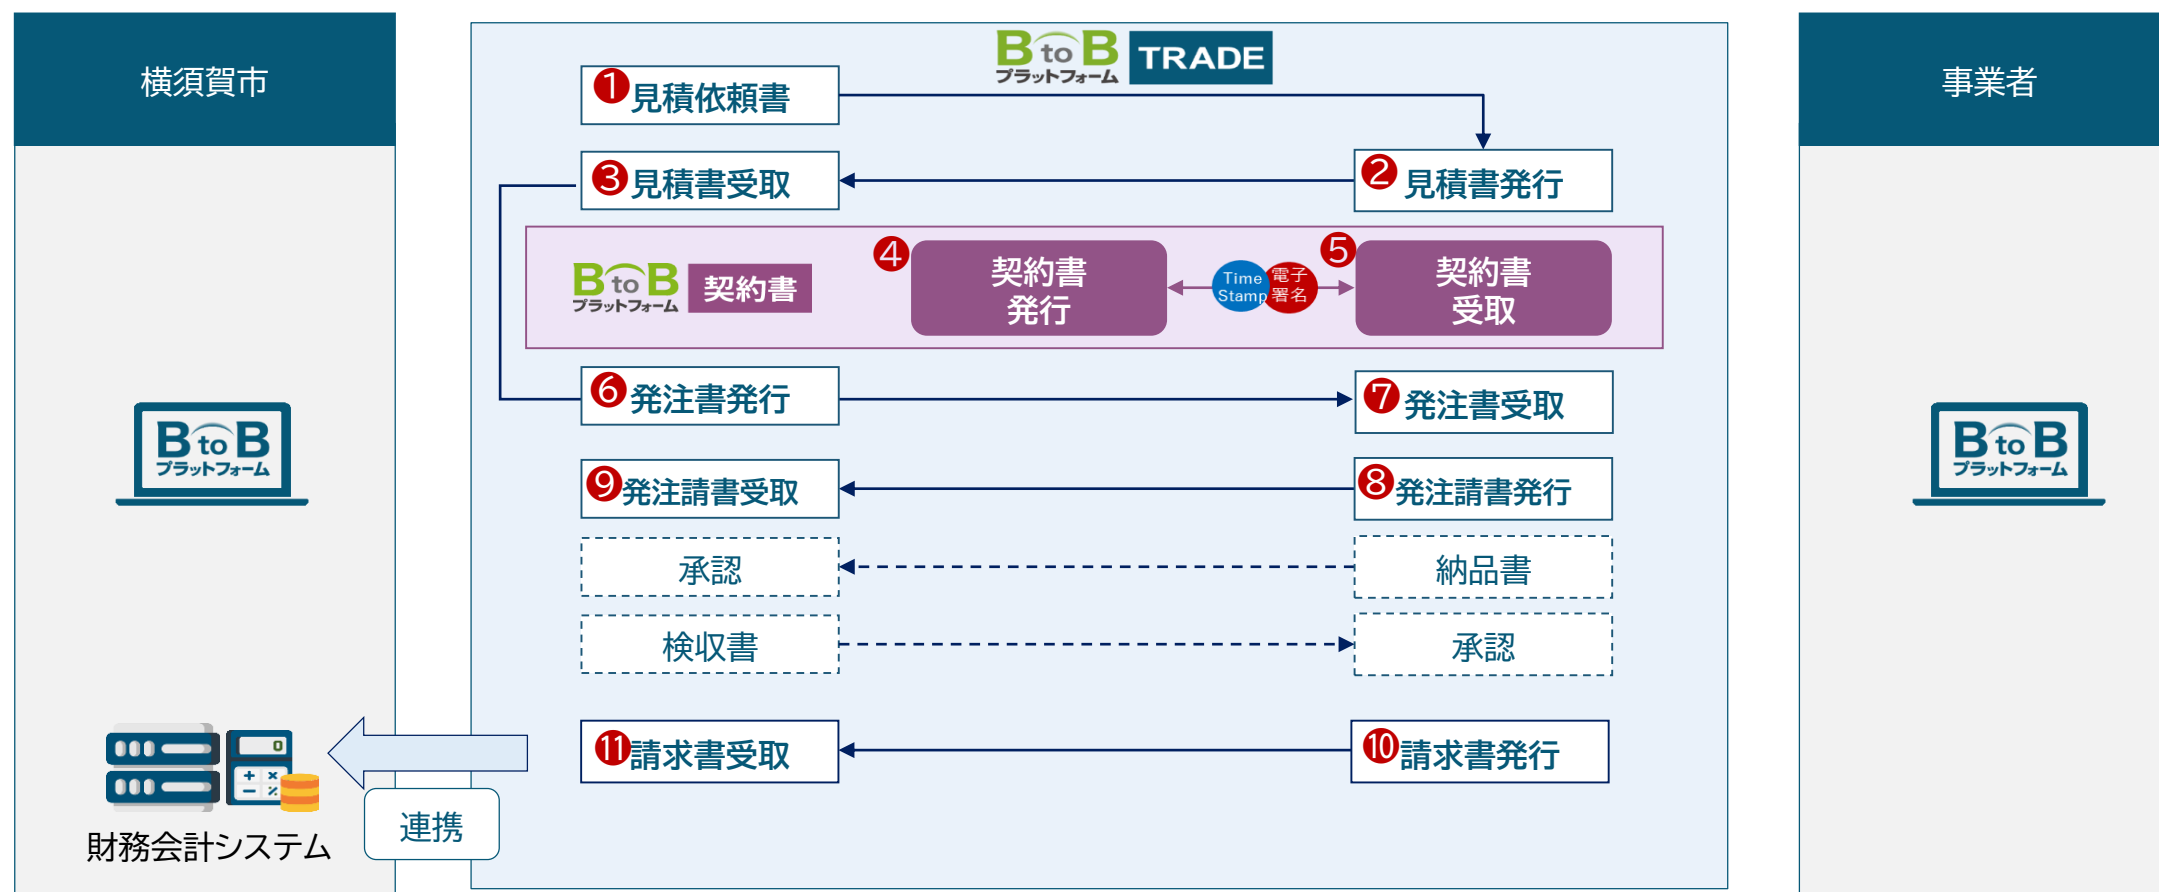 横須賀市
BtoB
プラットフォーム
TRADE
事業者
❶見積依頼書
❸見積書受取
❷見積書発行
BtoB
プラットフォーム
契約書
❹
契約書
発行
Time
Stamp
電子
署名
❺
契約書
受取
❻発注書発行
❼発注書受取
❾発注請書受取
❽発注請書発行
承認
納品書
検収書
承認
⓫請求書受取
❿請求書発行
BtoB
プラットフォーム
BtoB
プラットフォーム
0
+ ×
− %
財務会計システム
連携